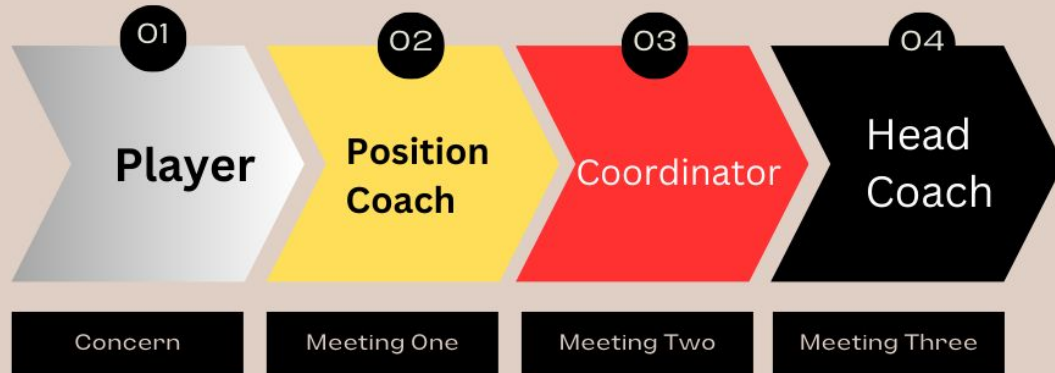 01
02
03
04
Player
Position
Coach
Coordinator
Head
Coach
Concern
Meeting One
Meeting Two
Meeting Three